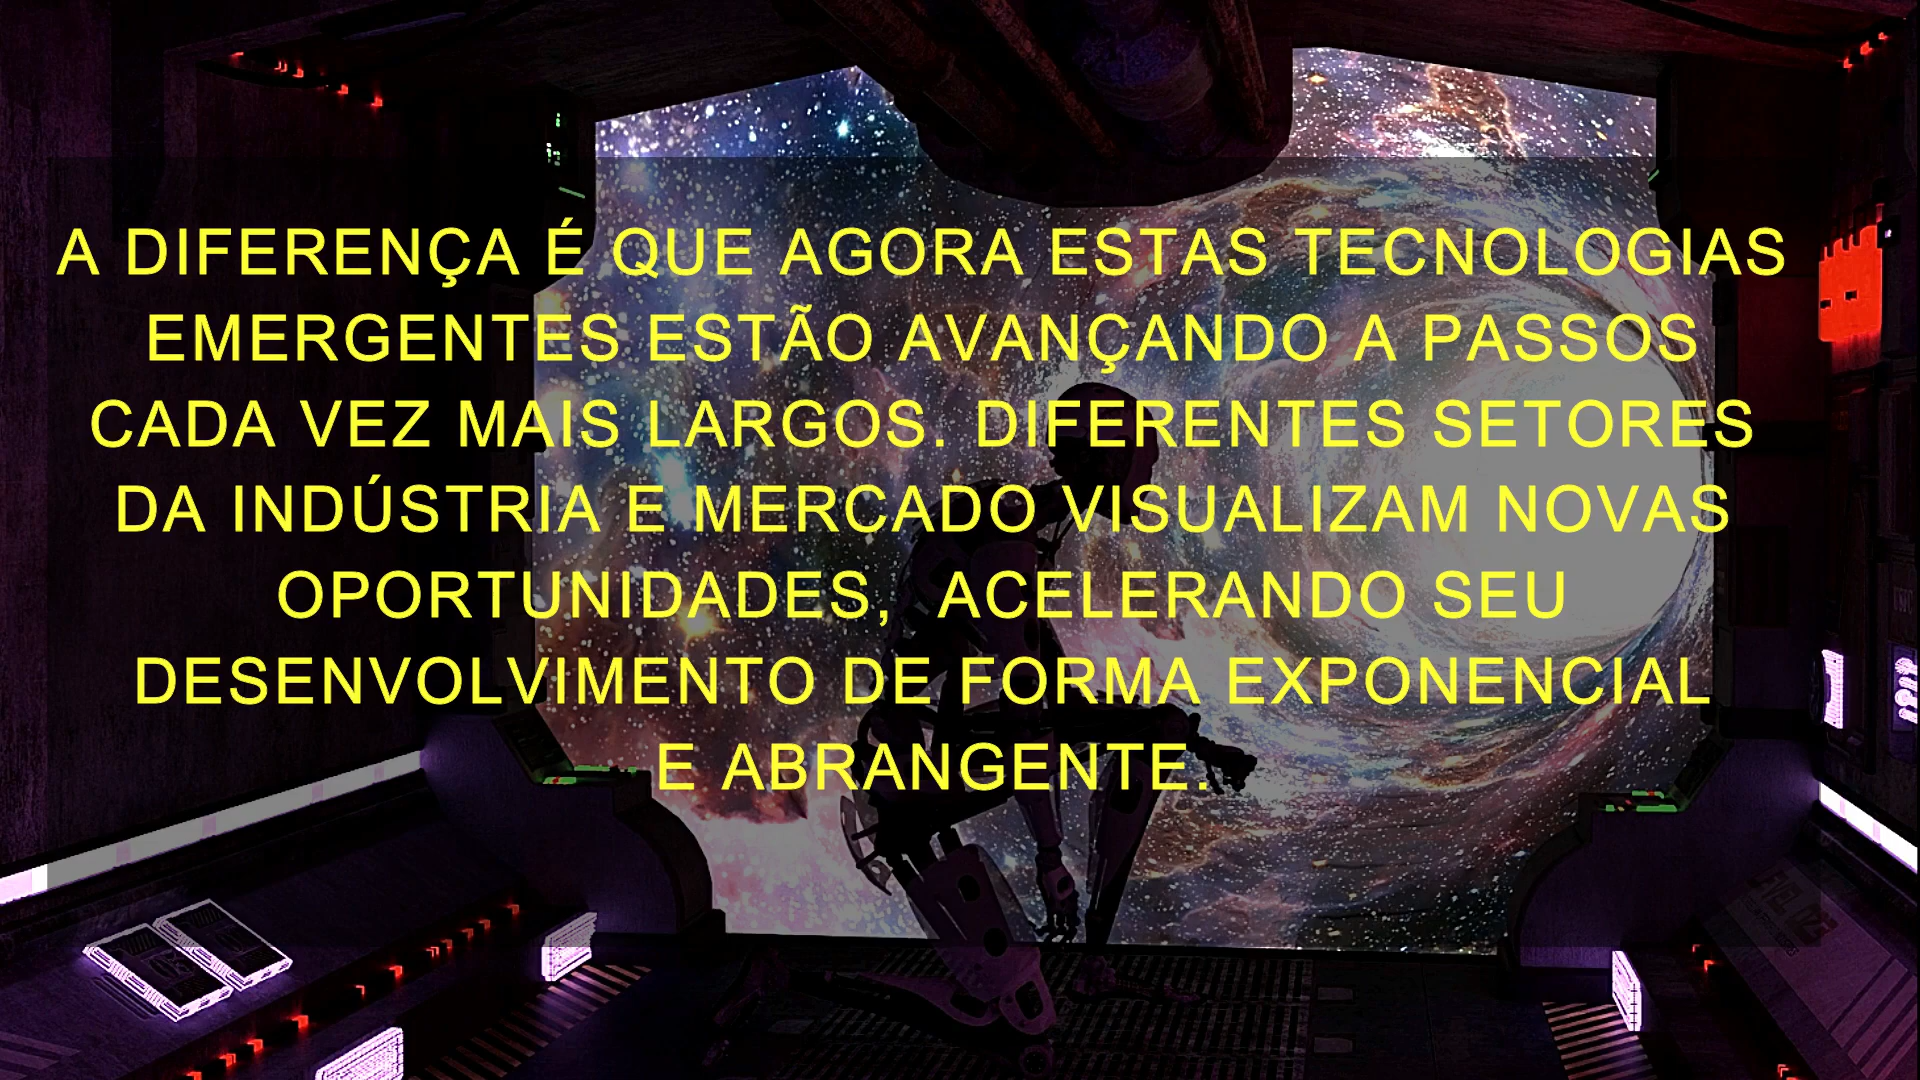 A DIFERENÇA É QUE AGORA ESTAS TECNOLOGIAS
EMERGENTES ESTÃO AVANÇANDO A PASSOS
CADA VEZ MAIS LARGOS. DIFERENTES SETORES
DA INDÚSTRIA E MERCADO VISUALIZAM NOVAS
OPORTUNIDADES,  ACELERANDO SEU
DESENVOLVIMENTO DE FORMA EXPONENCIAL
E ABRANGENTE.